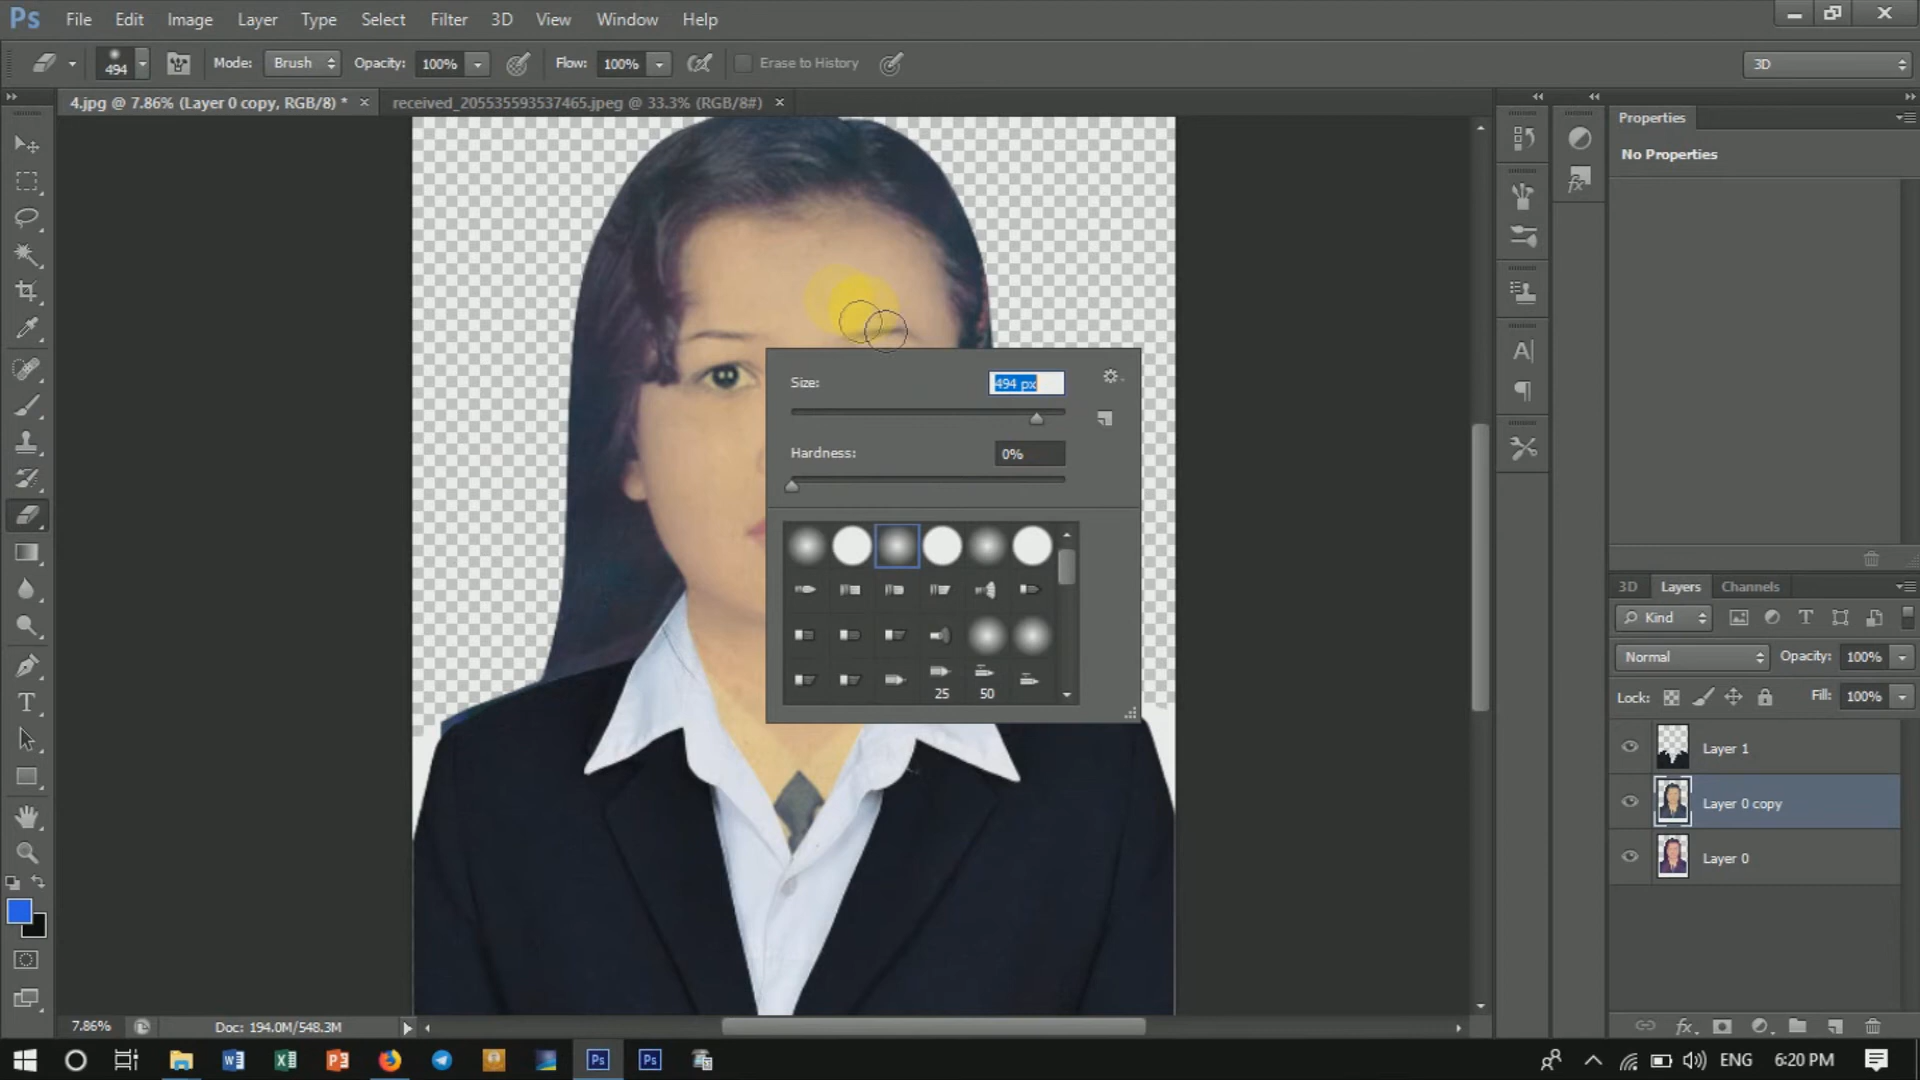 Ps File Edit Image Layer Type Select Filter 3D View Window Help
494 Mode: Brush Opacity: 100% Flow: 100% Erase to History 3D
4.jpg @ 7.86% (Layer 0 copy, RGB/8) * × received_205535593537465.jpeg @ 33.3% (RGB/8#) ×
Properties
No Properties
Size: 494 px
Hardness: 0%
25 50
3D Layers Channels
Kind
Normal Opacity: 100%
Lock: Fill: 100%
Layer 1
Layer 0 copy
Layer 0
7.86% Doc: 194.0M/548.3M
ENG 6:20 PM